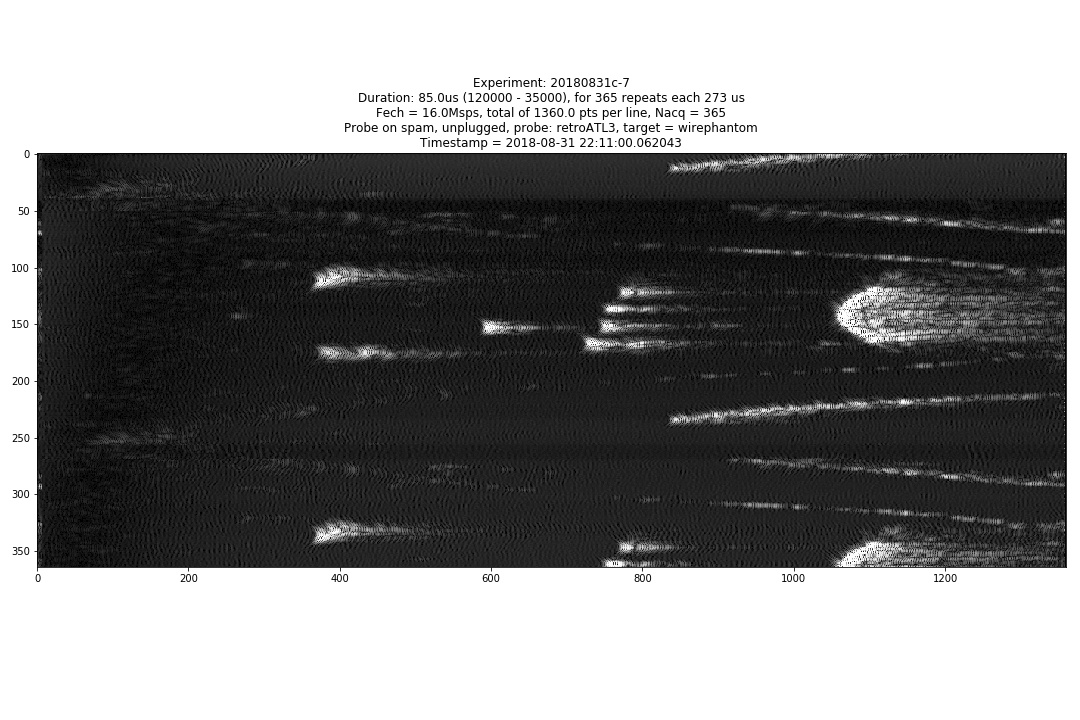 Experiment: 20180831c-7
Duration: 85.0us (120000 - 35000), for 365 repeats each 273 us
Fech = 16.0Msps, total of 1360.0 pts per line, Nacq = 365
Probe on spam, unplugged, probe: retroATL3, target = wirephantom
Timestamp = 2018-08-31 22:11:00.062043
0
50
100
150
200
250
300
350
0 200 400 600 800 1000 1200